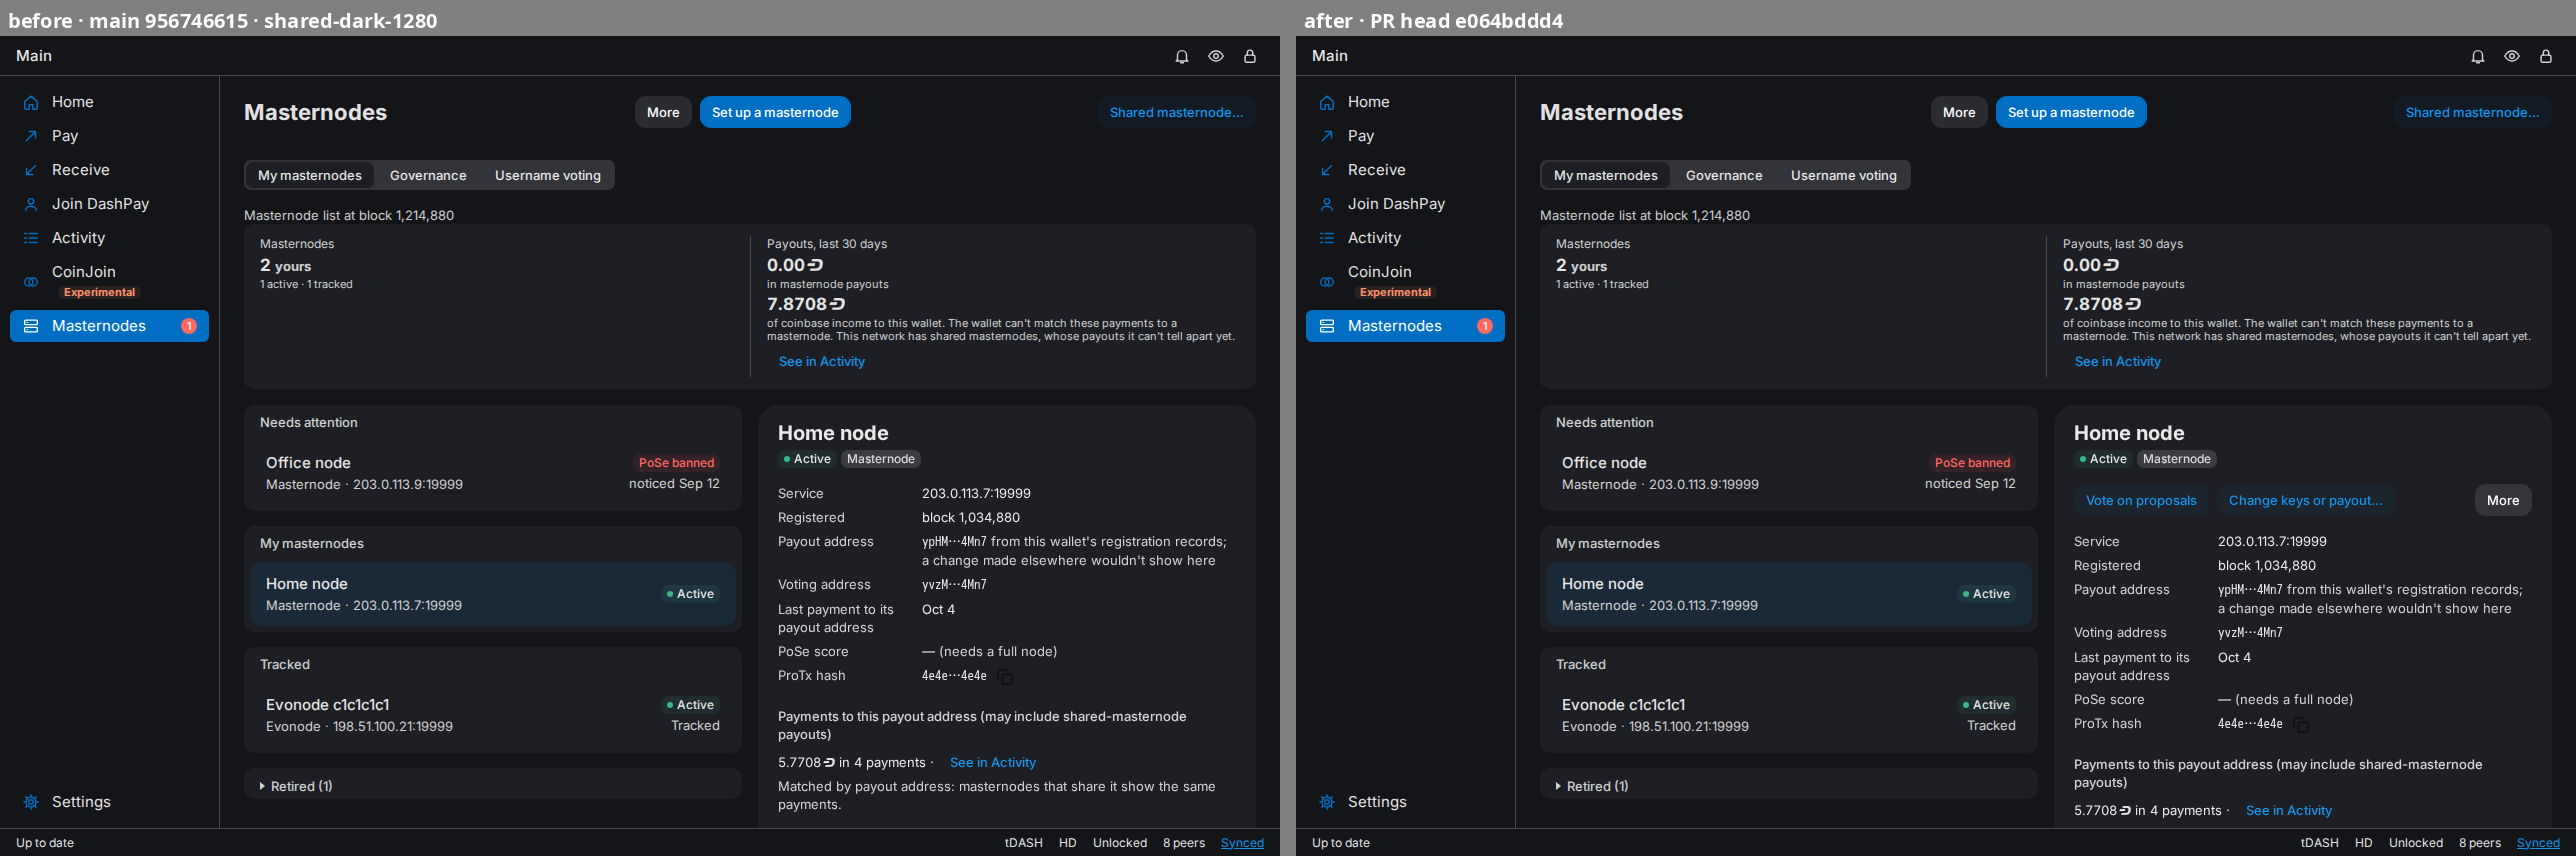 before · main 956746615 · shared-dark-1280
Main
Home
Pay
Receive
Join DashPay
Activity
CoinJoin
Experimental
Masternodes 1
Settings
Masternodes
More
Set up a masternode
Shared masternode...
My masternodes
Governance
Username voting
Masternode list at block 1,214,880
Masternodes
2 yours
1 active · 1 tracked
Payouts, last 30 days
0.00
in masternode payouts
7.8708
of coinbase income to this wallet. The wallet can't match these payments to a
masternode. This network has shared masternodes, whose payouts it can't tell apart yet.
See in Activity
Needs attention
Office node
PoSe banned
Masternode · 203.0.113.9:19999
noticed Sep 12
My masternodes
Home node
Active
Masternode · 203.0.113.7:19999
Tracked
Evonode c1c1c1c1
Active
Evonode · 198.51.100.21:19999
Tracked
Retired (1)
Home node
Active
Masternode
Service 203.0.113.7:19999
Registered block 1,034,880
Payout address ypHM···4Mn7 from this wallet's registration records;
a change made elsewhere wouldn't show here
Voting address yvzM···4Mn7
Last payment to its Oct 4
payout address
PoSe score — (needs a full node)
ProTx hash 4e4e···4e4e
Payments to this payout address (may include shared-masternode
payouts)
5.7708 in 4 payments · See in Activity
Matched by payout address: masternodes that share it show the same
payments.
Up to date
tDASH HD Unlocked 8 peers Synced
after · PR head e064bddd4
Main
Home
Pay
Receive
Join DashPay
Activity
CoinJoin
Experimental
Masternodes 1
Settings
Masternodes
More
Set up a masternode
Shared masternode...
My masternodes
Governance
Username voting
Masternode list at block 1,214,880
Masternodes
2 yours
1 active · 1 tracked
Payouts, last 30 days
0.00
in masternode payouts
7.8708
of coinbase income to this wallet. The wallet can't match these payments to a
masternode. This network has shared masternodes, whose payouts it can't tell apart yet.
See in Activity
Needs attention
Office node
PoSe banned
Masternode · 203.0.113.9:19999
noticed Sep 12
My masternodes
Home node
Active
Masternode · 203.0.113.7:19999
Tracked
Evonode c1c1c1c1
Active
Evonode · 198.51.100.21:19999
Tracked
Retired (1)
Home node
Active
Masternode
Vote on proposals
Change keys or payout...
More
Service 203.0.113.7:19999
Registered block 1,034,880
Payout address ypHM···4Mn7 from this wallet's registration records;
a change made elsewhere wouldn't show here
Voting address yvzM···4Mn7
Last payment to its Oct 4
payout address
PoSe score — (needs a full node)
ProTx hash 4e4e···4e4e
Payments to this payout address (may include shared-masternode
payouts)
5.7708 in 4 payments · See in Activity
Up to date
tDASH HD Unlocked 8 peers Synced